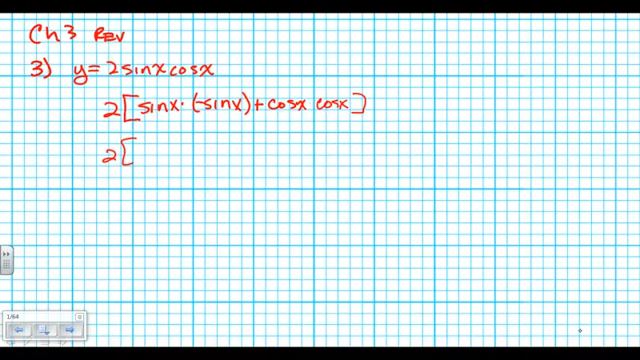 Ch 3 REV
3) y = 2 sinx cosx
2 [ sinx · (-sinx) + cosx cosx ]
2 [
1/64